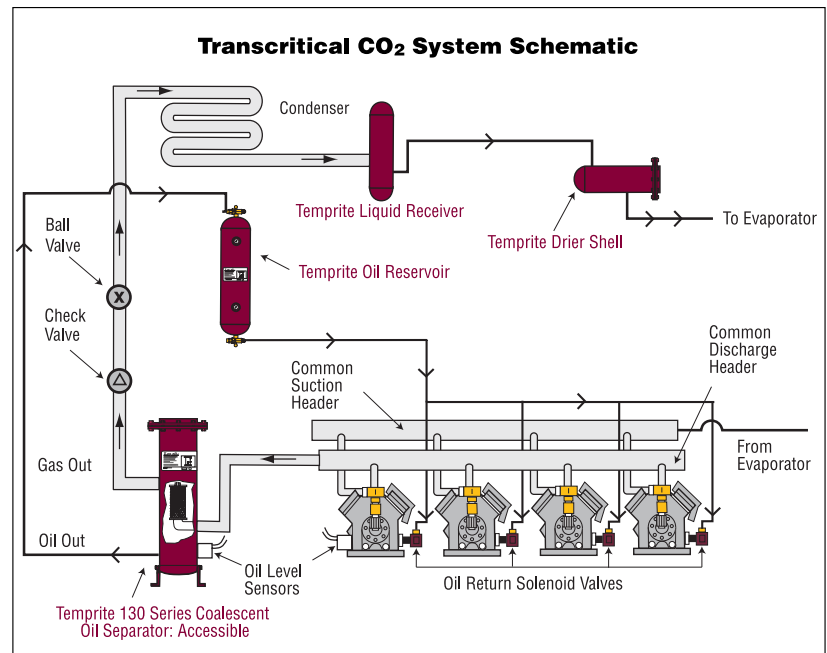 Transcritical CO₂ System Schematic
Condenser
Temprite Liquid Receiver
Temprite Drier Shell
To Evaporator
Ball
Valve
Temprite Oil Reservoir
X
Check
Valve
Common
Suction
Header
Common
Discharge
Header
From
Evaporator
Gas Out
Oil Out
Oil Level
Sensors
Oil Return Solenoid Valves
Temprite 130 Series Coalescent
Oil Separator: Accessible